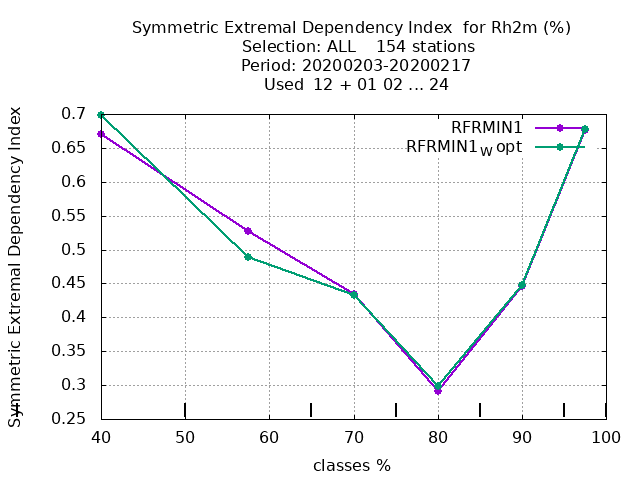 Symmetric Extremal Dependency Index  for Rh2m (%)
Selection: ALL    154 stations
Period: 20200203-20200217
Used  12 + 01 02 ... 24
Symmetric Extremal Dependency Index
0.7
0.65
0.6
0.55
0.5
0.45
0.4
0.35
0.3
0.25
RFRMIN1
RFRMIN1W opt
40 50 60 70 80 90 100
classes %